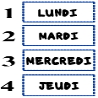 1 LUNDI
2 MARDI
3 MERCREDI
4 JEUDI